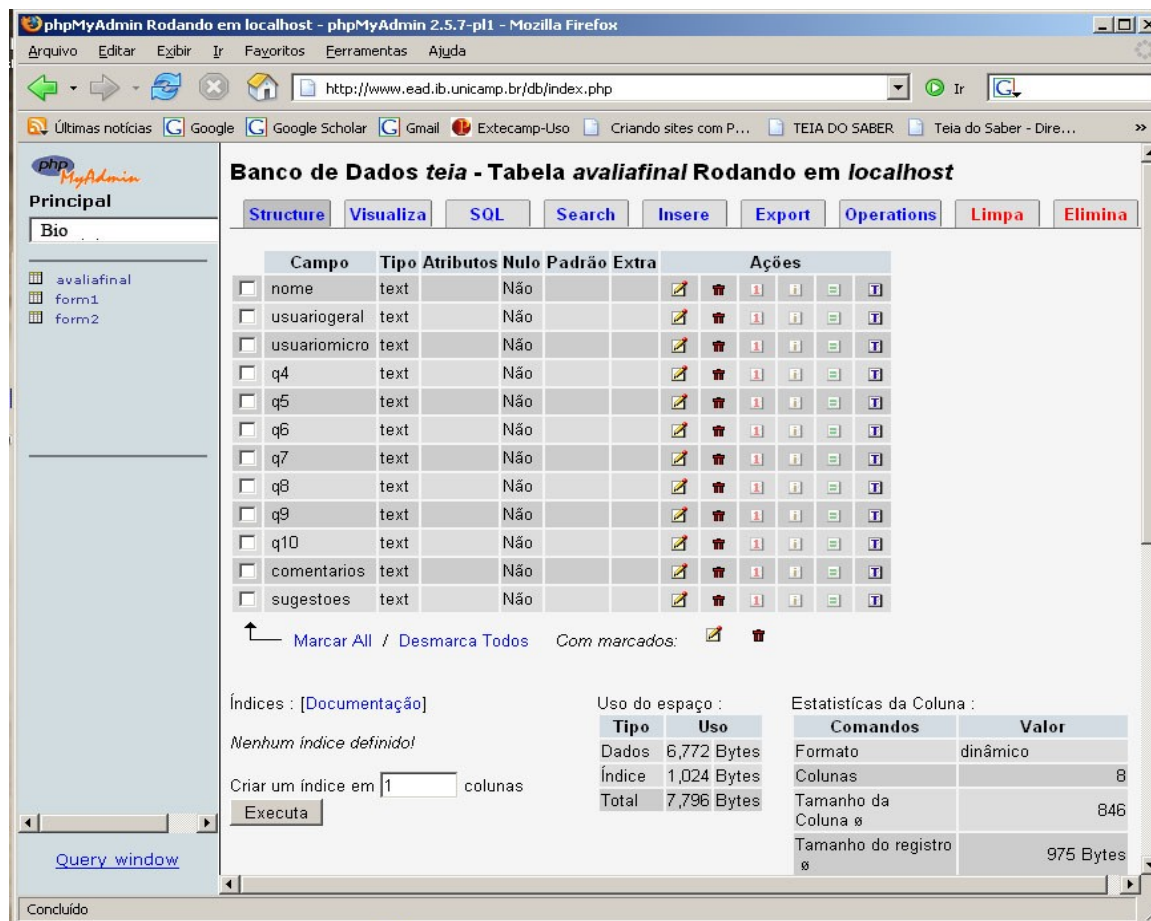 phpMyAdmin Rodando em localhost - phpMyAdmin 2.5.7-pl1 - Mozilla Firefox
Arquivo Editar Exibir Ir Favoritos Ferramentas Ajuda
http://www.ead.ib.unicamp.br/db/index.php Ir G
Últimas notícias Google Google Scholar Gmail Extecamp-Uso Criando sites com P... TEIA DO SABER Teia do Saber - Dire... »
php
MyAdmin
Principal
Bio
avaliafinal
form1
form2
Query window
Banco de Dados teia - Tabela avaliafinal Rodando em localhost
Structure Visualiza SQL Search Insere Export Operations Limpa Elimina
Campo Tipo Atributos Nulo Padrão Extra Ações
nome text Não
usuariogeral text Não
usuariomicro text Não
q4 text Não
q5 text Não
q6 text Não
q7 text Não
q8 text Não
q9 text Não
q10 text Não
comentarios text Não
sugestoes text Não
Marcar All / Desmarca Todos Com marcados:
Índices : [Documentação]
Nenhum índice definido!
Criar um índice em 1 colunas
Executa
Uso do espaço :
Tipo Uso
Dados 6,772 Bytes
Índice 1,024 Bytes
Total 7,796 Bytes
Estatistícas da Coluna :
Comandos Valor
Formato dinâmico
Colunas 8
Tamanho da Coluna ø 846
Tamanho do registro ø 975 Bytes
Concluído